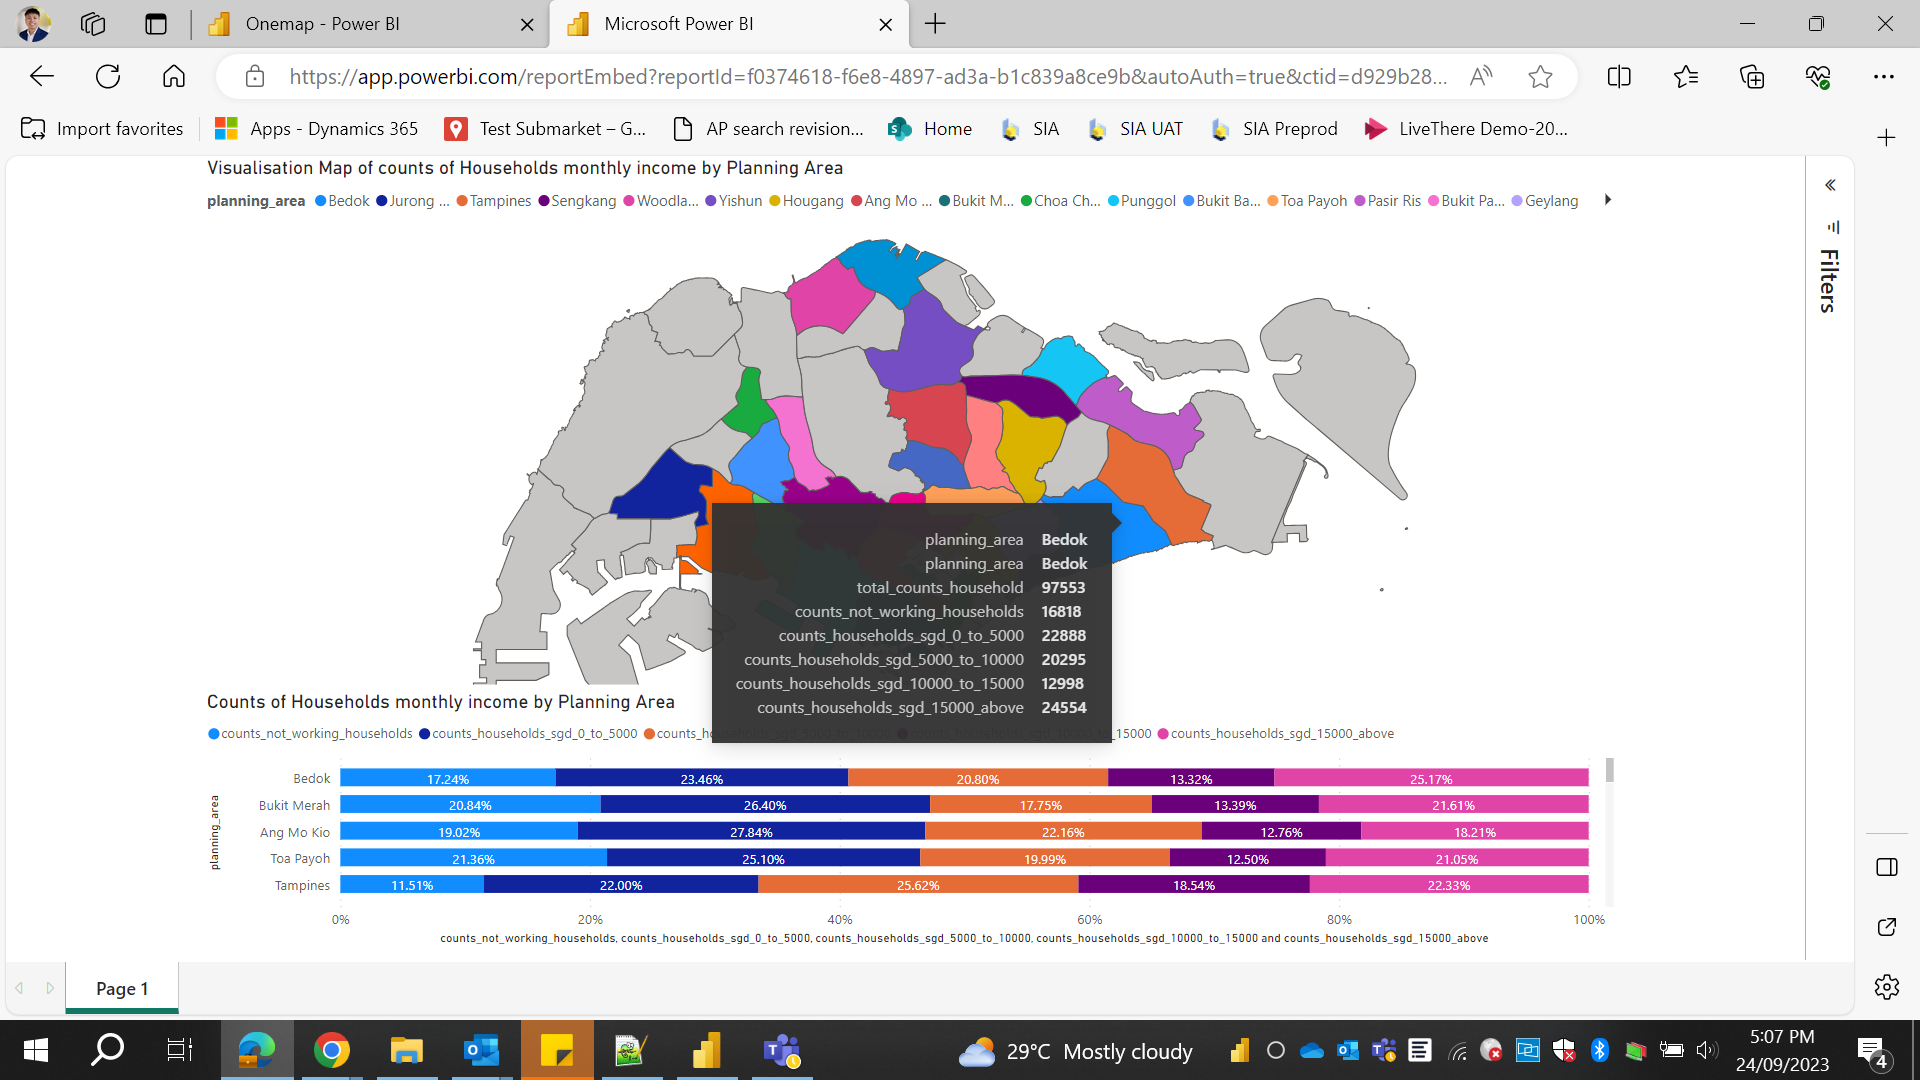 Onemap - Power BI
Microsoft Power BI
https://app.powerbi.com/reportEmbed?reportId=f0374618-f6e8-4897-ad3a-b1c839a8ce9b&autoAuth=true&ctid=d929b28...
Import favorites
Apps - Dynamics 365
Test Submarket – G...
AP search revision...
Home
SIA
SIA UAT
SIA Preprod
LiveThere Demo-20...
Visualisation Map of counts of Households monthly income by Planning Area
planning_area Bedok Jurong ... Tampines Sengkang Woodla... Yishun Hougang Ang Mo ... Bukit M... Choa Ch... Punggol Bukit Ba... Toa Payoh Pasir Ris Bukit Pa... Geylang
Filters
planning_area Bedok
planning_area Bedok
total_counts_household 97553
counts_not_working_households 16818
counts_households_sgd_0_to_5000 22888
counts_households_sgd_5000_to_10000 20295
counts_households_sgd_10000_to_15000 12998
counts_households_sgd_15000_above 24554
Counts of Households monthly income by Planning Area
counts_not_working_households counts_households_sgd_0_to_5000 counts_households_sgd_15000_above
planning_area
Bedok 17.24% 23.46% 20.80% 13.32% 25.17%
Bukit Merah 20.84% 26.40% 17.75% 13.39% 21.61%
Ang Mo Kio 19.02% 27.84% 22.16% 12.76% 18.21%
Toa Payoh 21.36% 25.10% 19.99% 12.50% 21.05%
Tampines 11.51% 22.00% 25.62% 18.54% 22.33%
0% 20% 40% 60% 80% 100%
counts_not_working_households, counts_households_sgd_0_to_5000, counts_households_sgd_5000_to_10000, counts_households_sgd_10000_to_15000 and counts_households_sgd_15000_above
Page 1
29°C Mostly cloudy
5:07 PM
24/09/2023
4